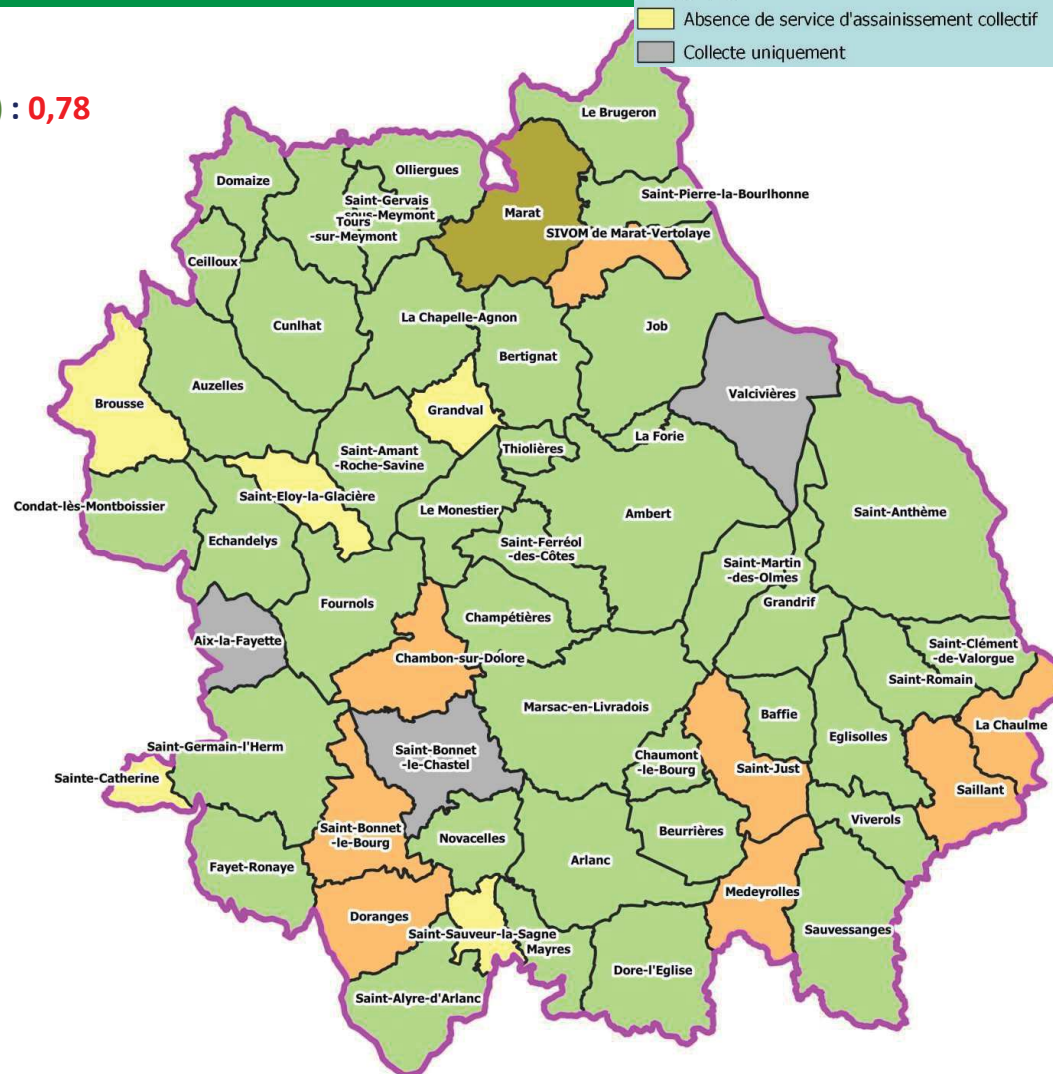 Absence de service d'assainissement collectif
Collecte uniquement
) : 0,78
Le Brugeron
Olliergues
Domaize
Saint-Pierre-la-Bourlhonne
Saint-Gervais
-sous-Meymont
Marat
Tours
-sur-Meymont
SIVOM de Marat-Vertolaye
Ceilloux
La Chapelle-Agnon
Cunlhat
Job
Bertignat
Auzelles
Valcivières
Brousse
Grandval
La Forie
Thiolières
Saint-Amant
-Roche-Savine
Saint-Eloy-la-Glacière
Condat-lès-Montboissier
Le Monestier
Ambert
Saint-Anthème
Echandelys
Saint-Ferréol
-des-Côtes
Saint-Martin
-des-Olmes
Fournols
Grandrif
Champétières
Aix-la-Fayette
Saint-Clément
-de-Valorgue
Chambon-sur-Dolore
Saint-Romain
Marsac-en-Livradois
Baffie
La Chaulme
Eglisolles
Saint-Germain-l'Herm
Saint-Bonnet
-le-Chastel
Chaumont
-le-Bourg
Saint-Just
Sainte-Catherine
Saillant
Saint-Bonnet
-le-Bourg
Viverols
Beurrières
Novacelles
Arlanc
Fayet-Ronaye
Medeyrolles
Doranges
Sauvessanges
Saint-Sauveur-la-Sagne
Mayres
Dore-l'Eglise
Saint-Alyre-d'Arlanc